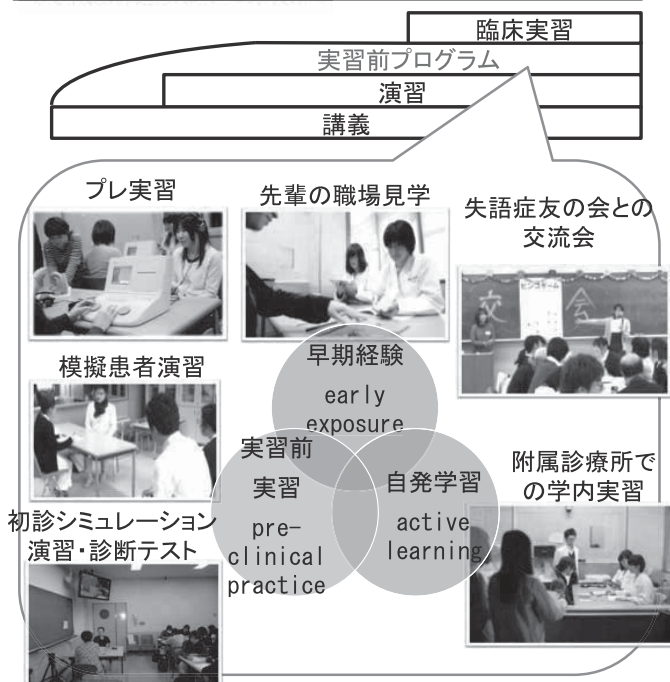 臨床実習
実習前プログラム
演習
講義
プレ実習
先輩の職場見学
失語症友の会との
交流会
交
会
模擬患者演習
早期経験
early
exposure
実習前
実習
pre-
clinical
practice
自発学習
active
learning
附属診療所で
の学内実習
初診シミュレーション
演習・診断テスト